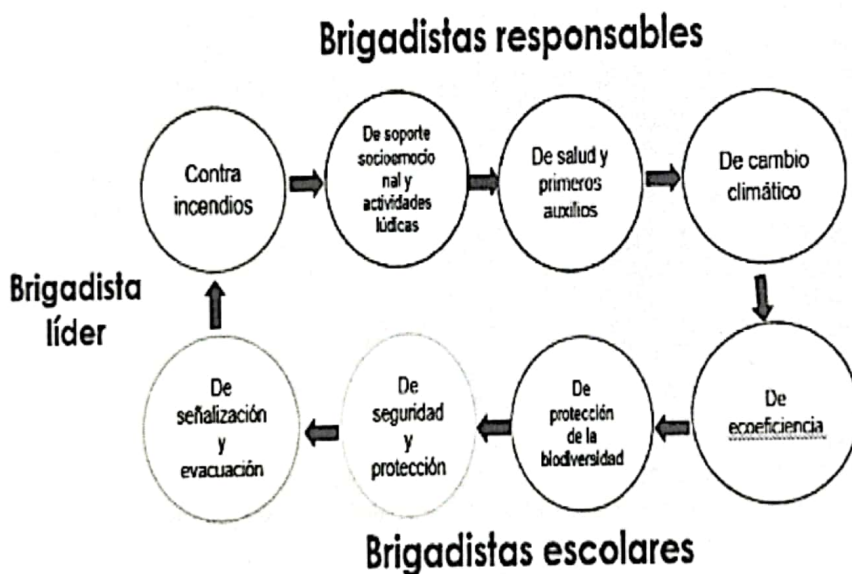 Brigadistas responsables
Contra
incendios
De soporte
socioemocio
nal y
actividades
lúdicas
De salud y
primeros
auxilios
De cambio
climático
Brigadista
líder
De
señalización
y
evacuación
De
seguridad
y
protección
De
protección
de la
biodiversidad
De
ecoeficiencia
Brigadistas escolares